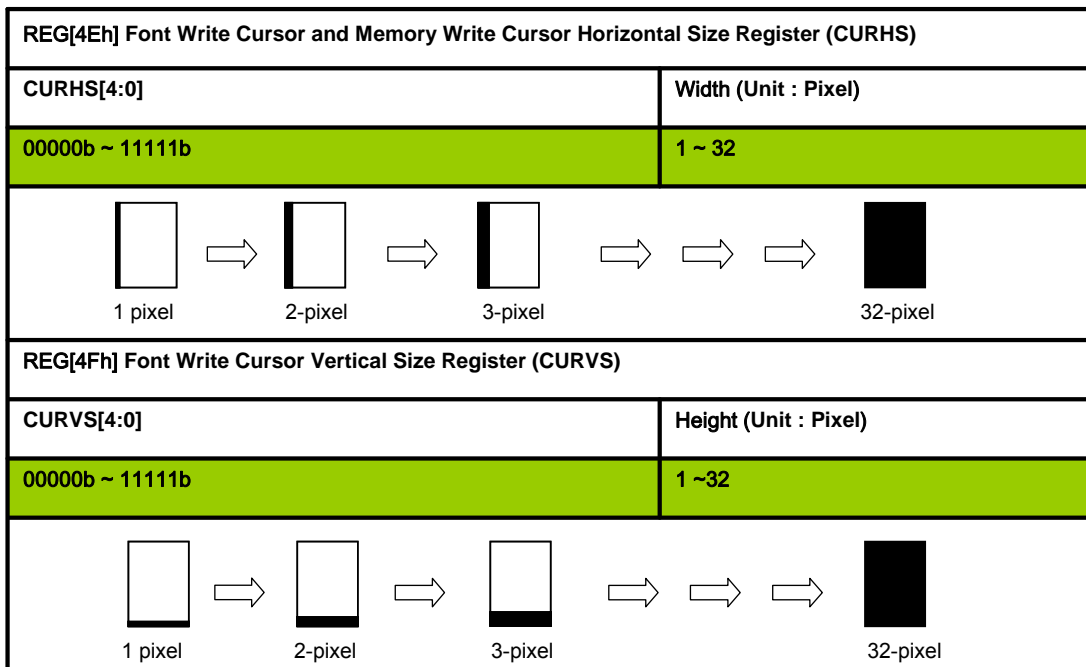 REG[4Eh] Font Write Cursor and Memory Write Cursor Horizontal Size Register (CURHS)
CURHS[4:0] Width (Unit : Pixel)
00000b ~ 11111b 1 ~ 32
1 pixel 2-pixel 3-pixel 32-pixel
REG[4Fh] Font Write Cursor Vertical Size Register (CURVS)
CURVS[4:0] Height (Unit : Pixel)
00000b ~ 11111b 1 ~32
1 pixel 2-pixel 3-pixel 32-pixel